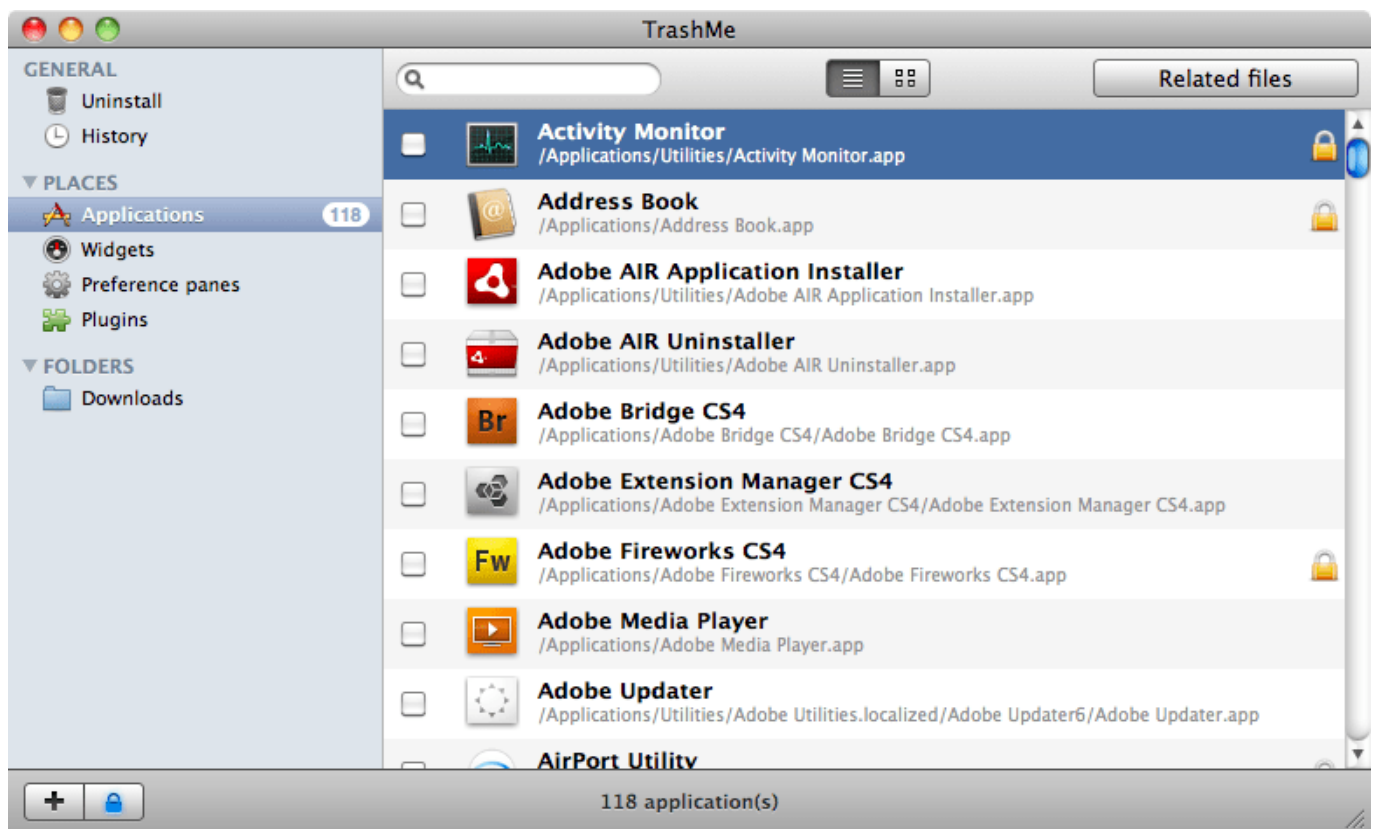 TrashMe
GENERAL
Uninstall
History
PLACES
Applications 118
Widgets
Preference panes
Plugins
FOLDERS
Downloads
Related files
Activity Monitor
/Applications/Utilities/Activity Monitor.app
Address Book
/Applications/Address Book.app
Adobe AIR Application Installer
/Applications/Utilities/Adobe AIR Application Installer.app
Adobe AIR Uninstaller
/Applications/Utilities/Adobe AIR Uninstaller.app
Br
Adobe Bridge CS4
/Applications/Adobe Bridge CS4/Adobe Bridge CS4.app
Adobe Extension Manager CS4
/Applications/Adobe Extension Manager CS4/Adobe Extension Manager CS4.app
Fw
Adobe Fireworks CS4
/Applications/Adobe Fireworks CS4/Adobe Fireworks CS4.app
Adobe Media Player
/Applications/Adobe Media Player.app
Adobe Updater
/Applications/Utilities/Adobe Utilities.localized/Adobe Updater6/Adobe Updater.app
AirPort Utility
118 application(s)